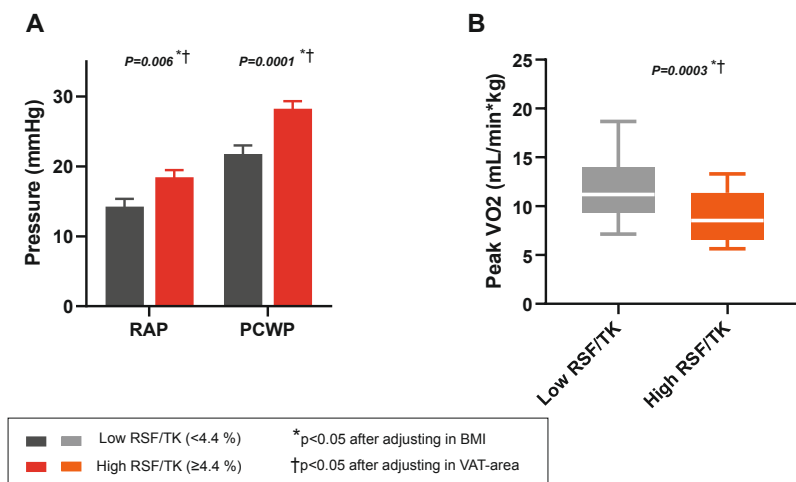 A
P=0.006 *†
P=0.0001 *†
Pressure (mmHg)
30
20
10
0
RAP
PCWP
B
P=0.0003 *†
Peak VO2 (mL/min*kg)
25
20
15
10
5
0
Low RSF/TK
High RSF/TK
Low RSF/TK (<4.4 %)
*p<0.05 after adjusting in BMI
High RSF/TK (≥4.4 %)
†p<0.05 after adjusting in VAT-area